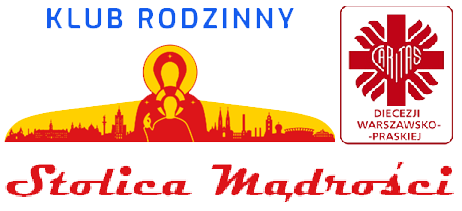 KLUB RODZINNY
CARITAS
DIECEZJI
WARSZAWSKO-
-PRASKIEJ
Stolica Mądrości